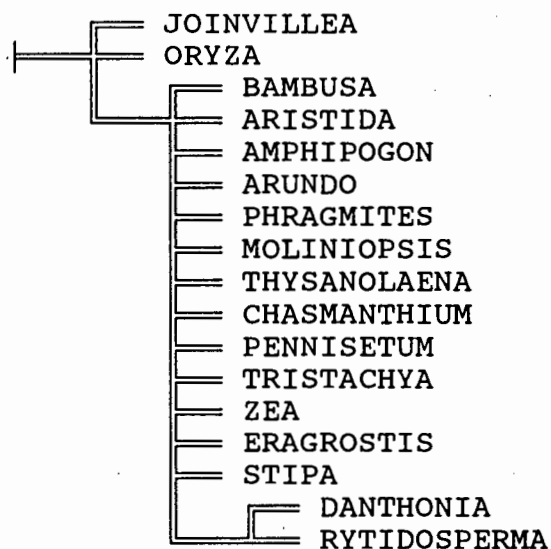 JOINVILLEA
ORYZA
BAMBUSA
ARISTIDA
AMPHIPOGON
ARUNDO
PHRAGMITES
MOLINIOPSIS
THYSANOLAENA
CHASMANTHIUM
PENNISETUM
TRISTACHYA
ZEA
ERAGROSTIS
STIPA
DANTHONIA
RYTIDOSPERMA